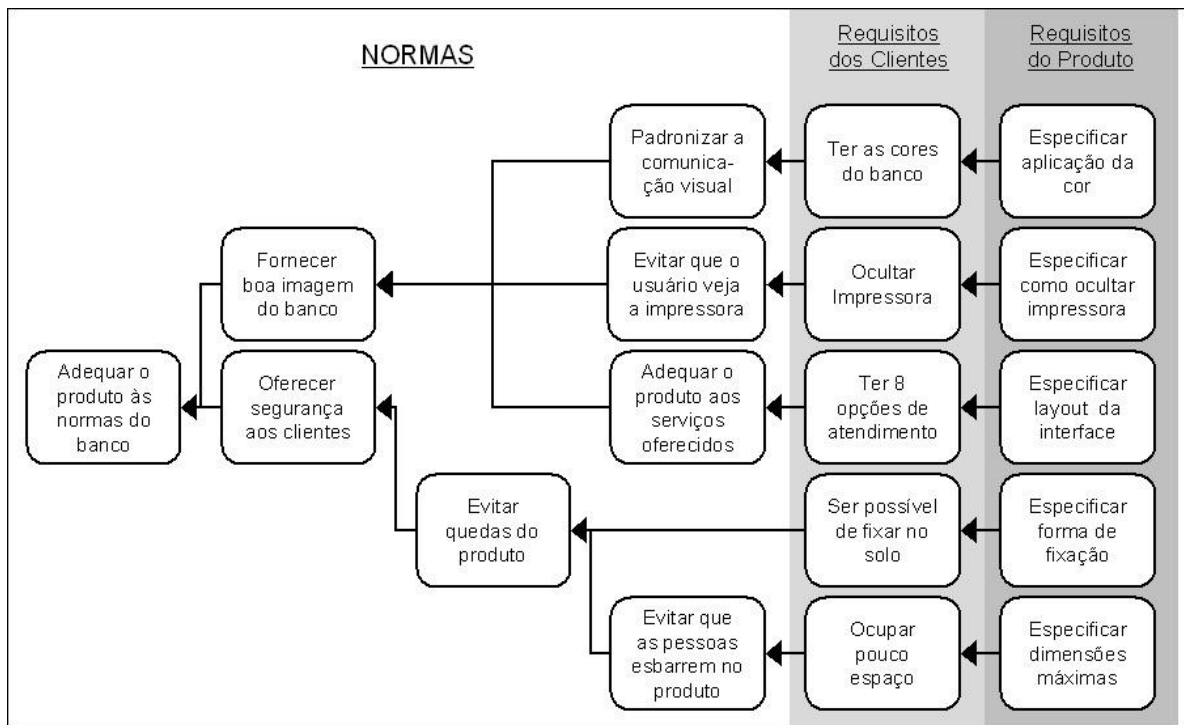 NORMAS
Requisitos
dos Clientes
Requisitos
do Produto
Padronizar a
comunica-
ção visual
Ter as cores
do banco
Especificar
aplicação da
cor
Fornecer
boa imagem
do banco
Evitar que o
usuário veja
a impressora
Ocultar
Impressora
Especificar
como ocultar
impressora
Adequar o
produto às
normas do
banco
Oferecer
segurança
aos clientes
Adequar o
produto aos
serviços
oferecidos
Ter 8
opções de
atendimento
Especificar
layout da
interface
Evitar
quedas do
produto
Ser possível
de fixar no
solo
Especificar
forma de
fixação
Evitar que
as pessoas
esbarrem no
produto
Ocupar
pouco
espaço
Especificar
dimensões
máximas